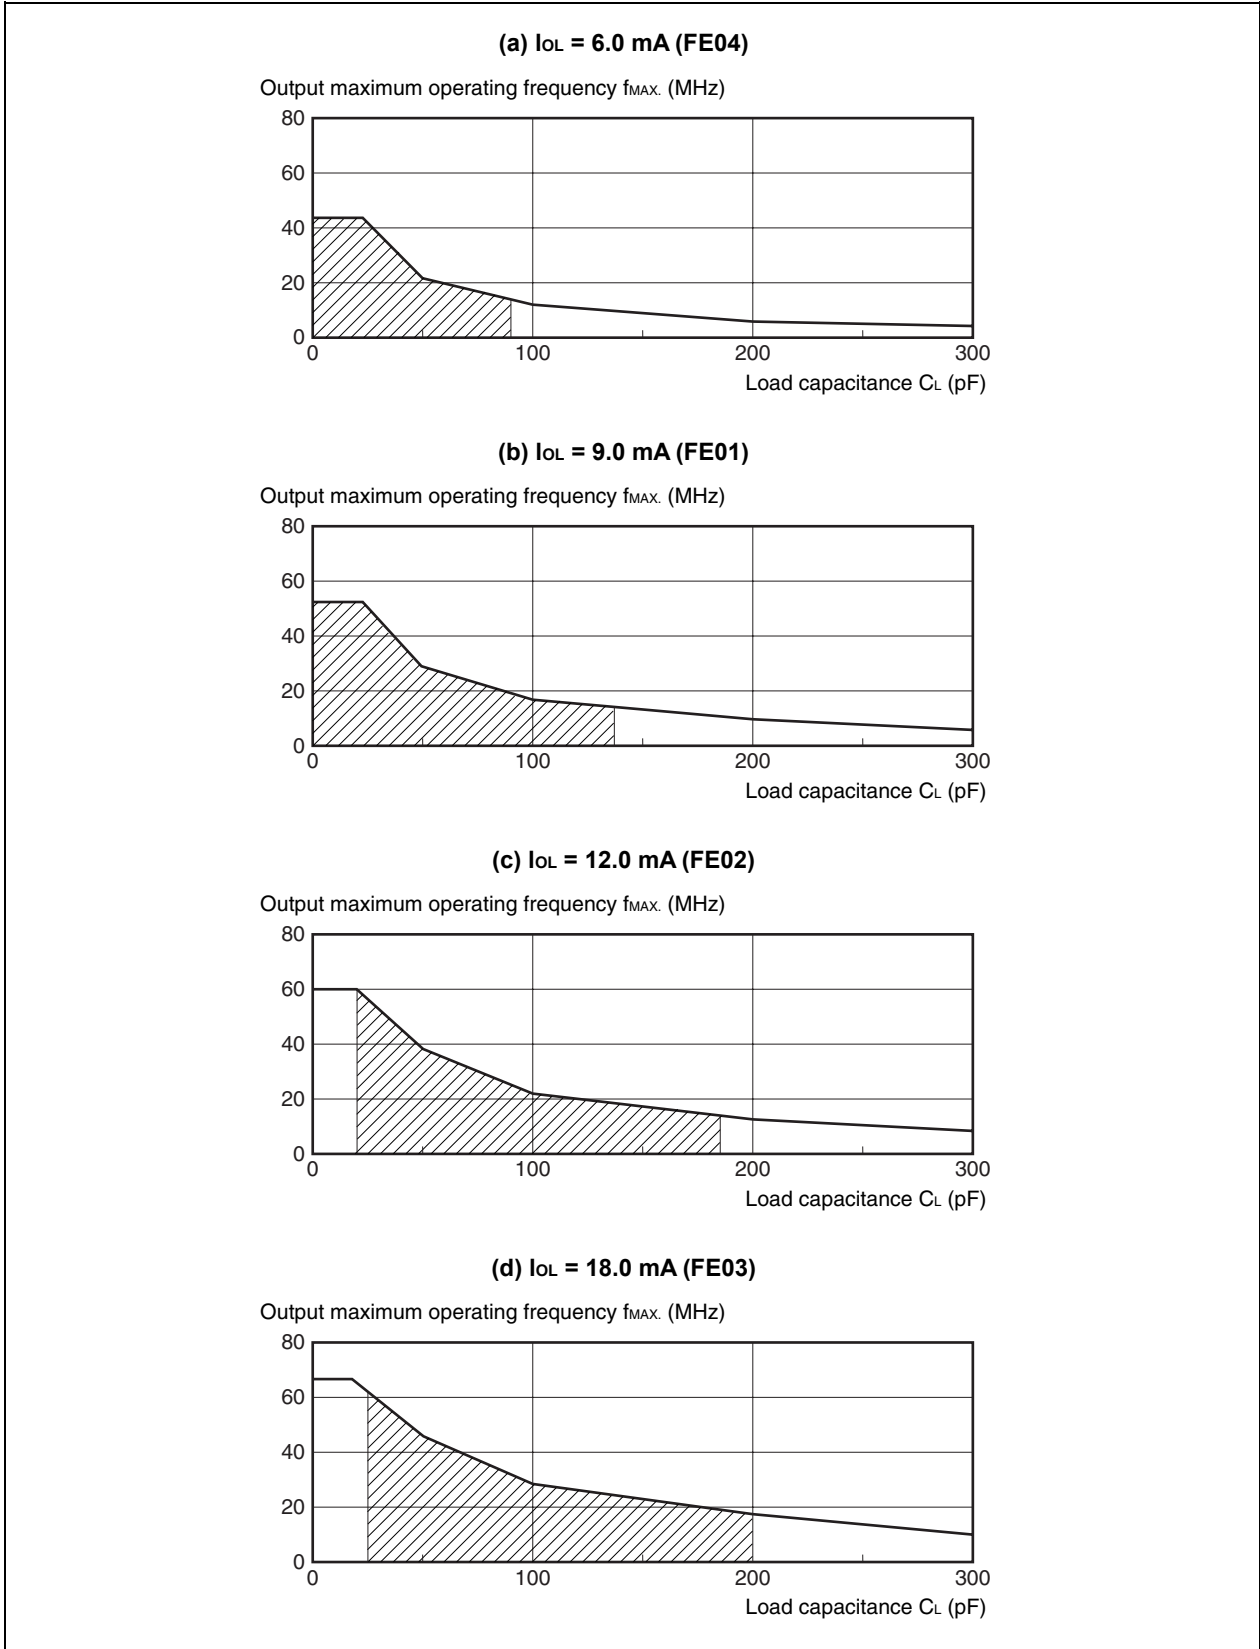 (a) IOL = 6.0 mA (FE04)
Output maximum operating frequency fMAX. (MHz)
80
60
40
20
0
0 100 200 300
Load capacitance CL (pF)
(b) IOL = 9.0 mA (FE01)
Output maximum operating frequency fMAX. (MHz)
80
60
40
20
0
0 100 200 300
Load capacitance CL (pF)
(c) IOL = 12.0 mA (FE02)
Output maximum operating frequency fMAX. (MHz)
80
60
40
20
0
0 100 200 300
Load capacitance CL (pF)
(d) IOL = 18.0 mA (FE03)
Output maximum operating frequency fMAX. (MHz)
80
60
40
20
0
0 100 200 300
Load capacitance CL (pF)